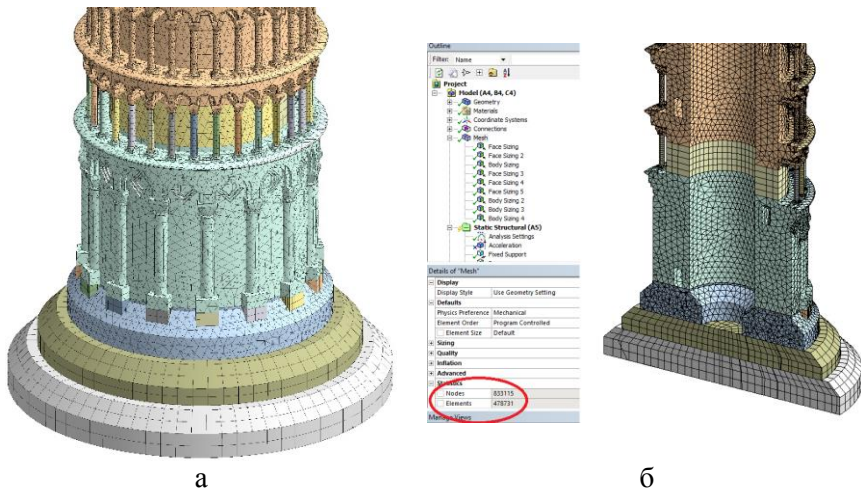 Outline
Filter: Name
Project
Model (A4, B4, C4)
Geometry
Materials
Coordinate Systems
Connections
Mesh
Face Sizing
Face Sizing 2
Body Sizing
Face Sizing 3
Face Sizing 4
Face Sizing 5
Body Sizing 2
Body Sizing 3
Body Sizing 4
Static Structural (A5)
Analysis Settings
Acceleration
Fixed Support
Details of "Mesh"
Display
Display Style Use Geometry Setting
Defaults
Physics Preference Mechanical
Element Order Program Controlled
Element Size Default
Sizing
Quality
Inflation
Advanced
Statistics
Nodes 833115
Elements 478731
Manage Views
а б